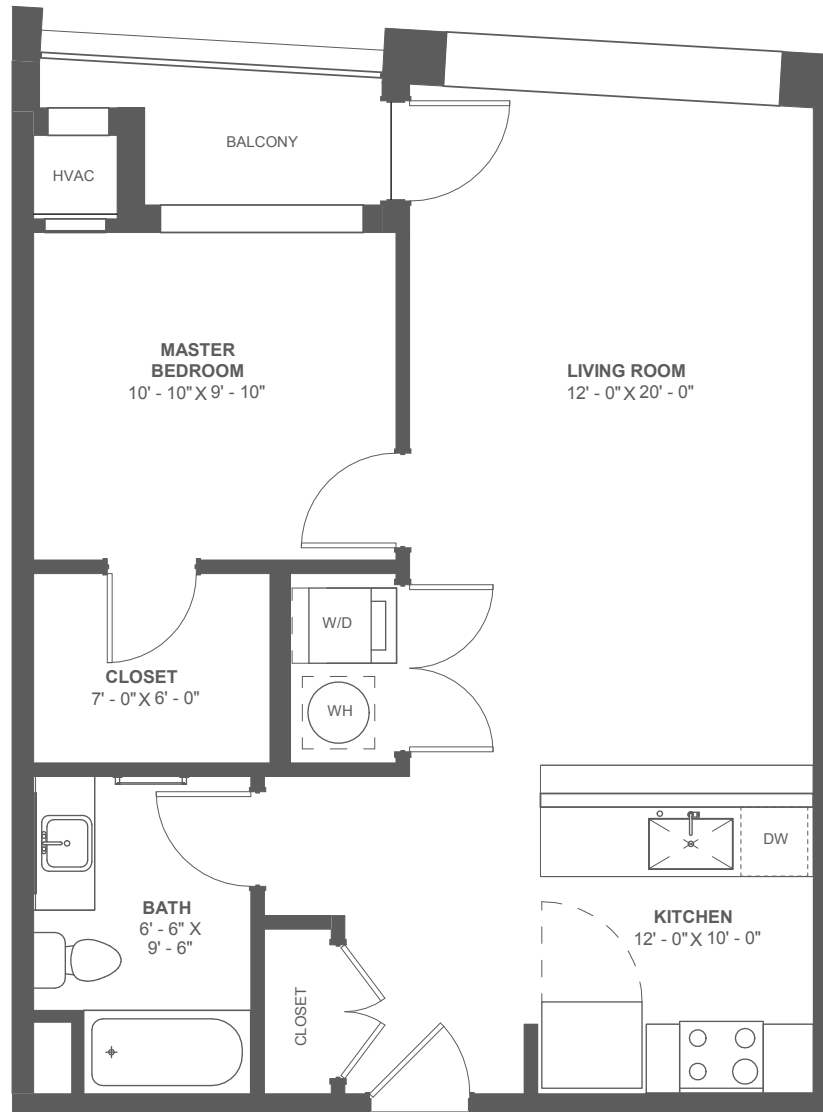 BALCONY
HVAC
MASTER
BEDROOM
10' - 10" X 9' - 10"
LIVING ROOM
12' - 0" X 20' - 0"
W/D
CLOSET
7' - 0" X 6' - 0"
WH
DW
BATH
6' - 6" X
9' - 6"
KITCHEN
12' - 0" X 10' - 0"
CLOSET